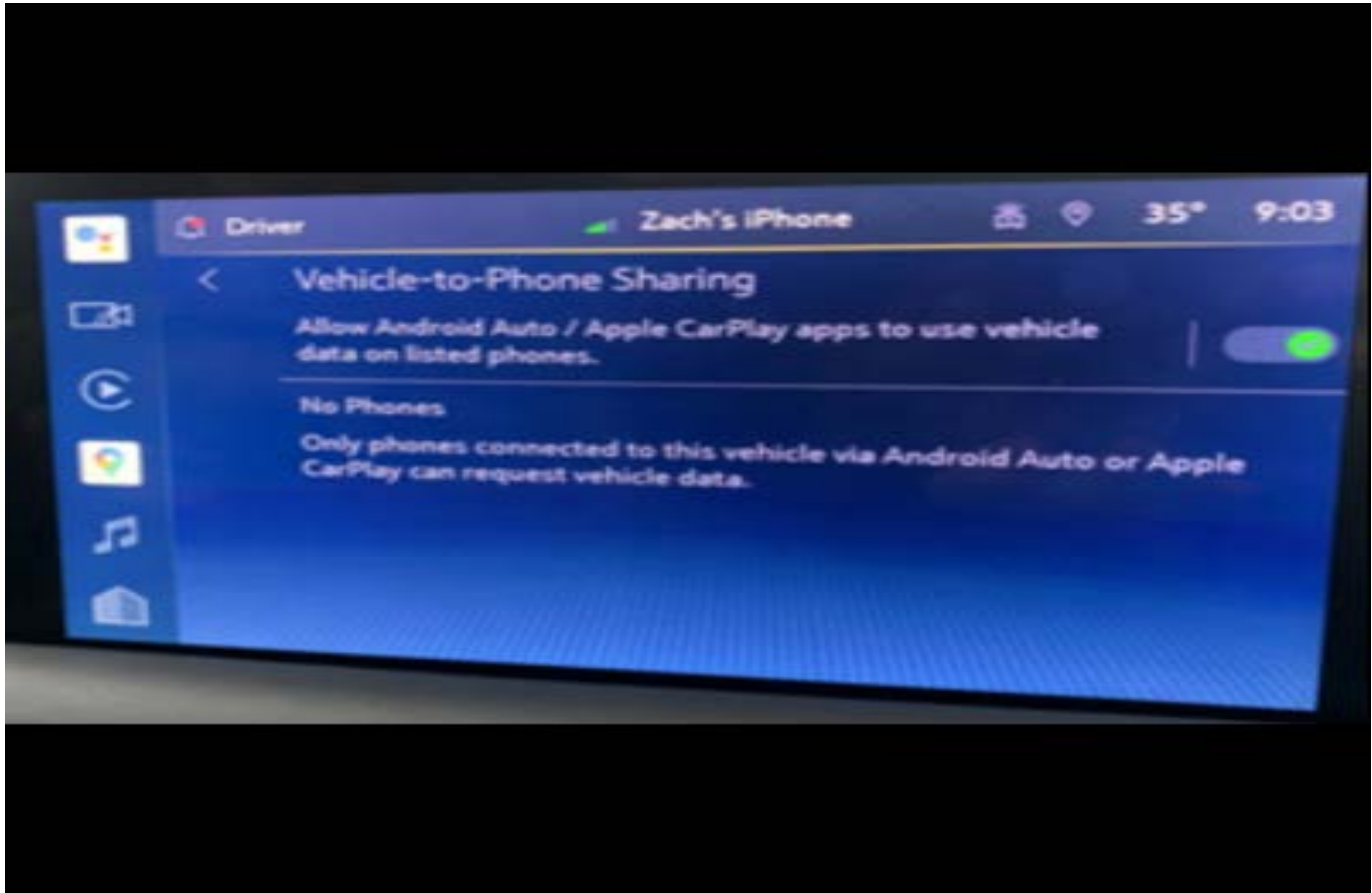 Driver
Zach's iPhone
35°
9:03
Vehicle-to-Phone Sharing
Allow Android Auto / Apple CarPlay apps to use vehicle
data on listed phones.
No Phones
Only phones connected to this vehicle via Android Auto or Apple
CarPlay can request vehicle data.